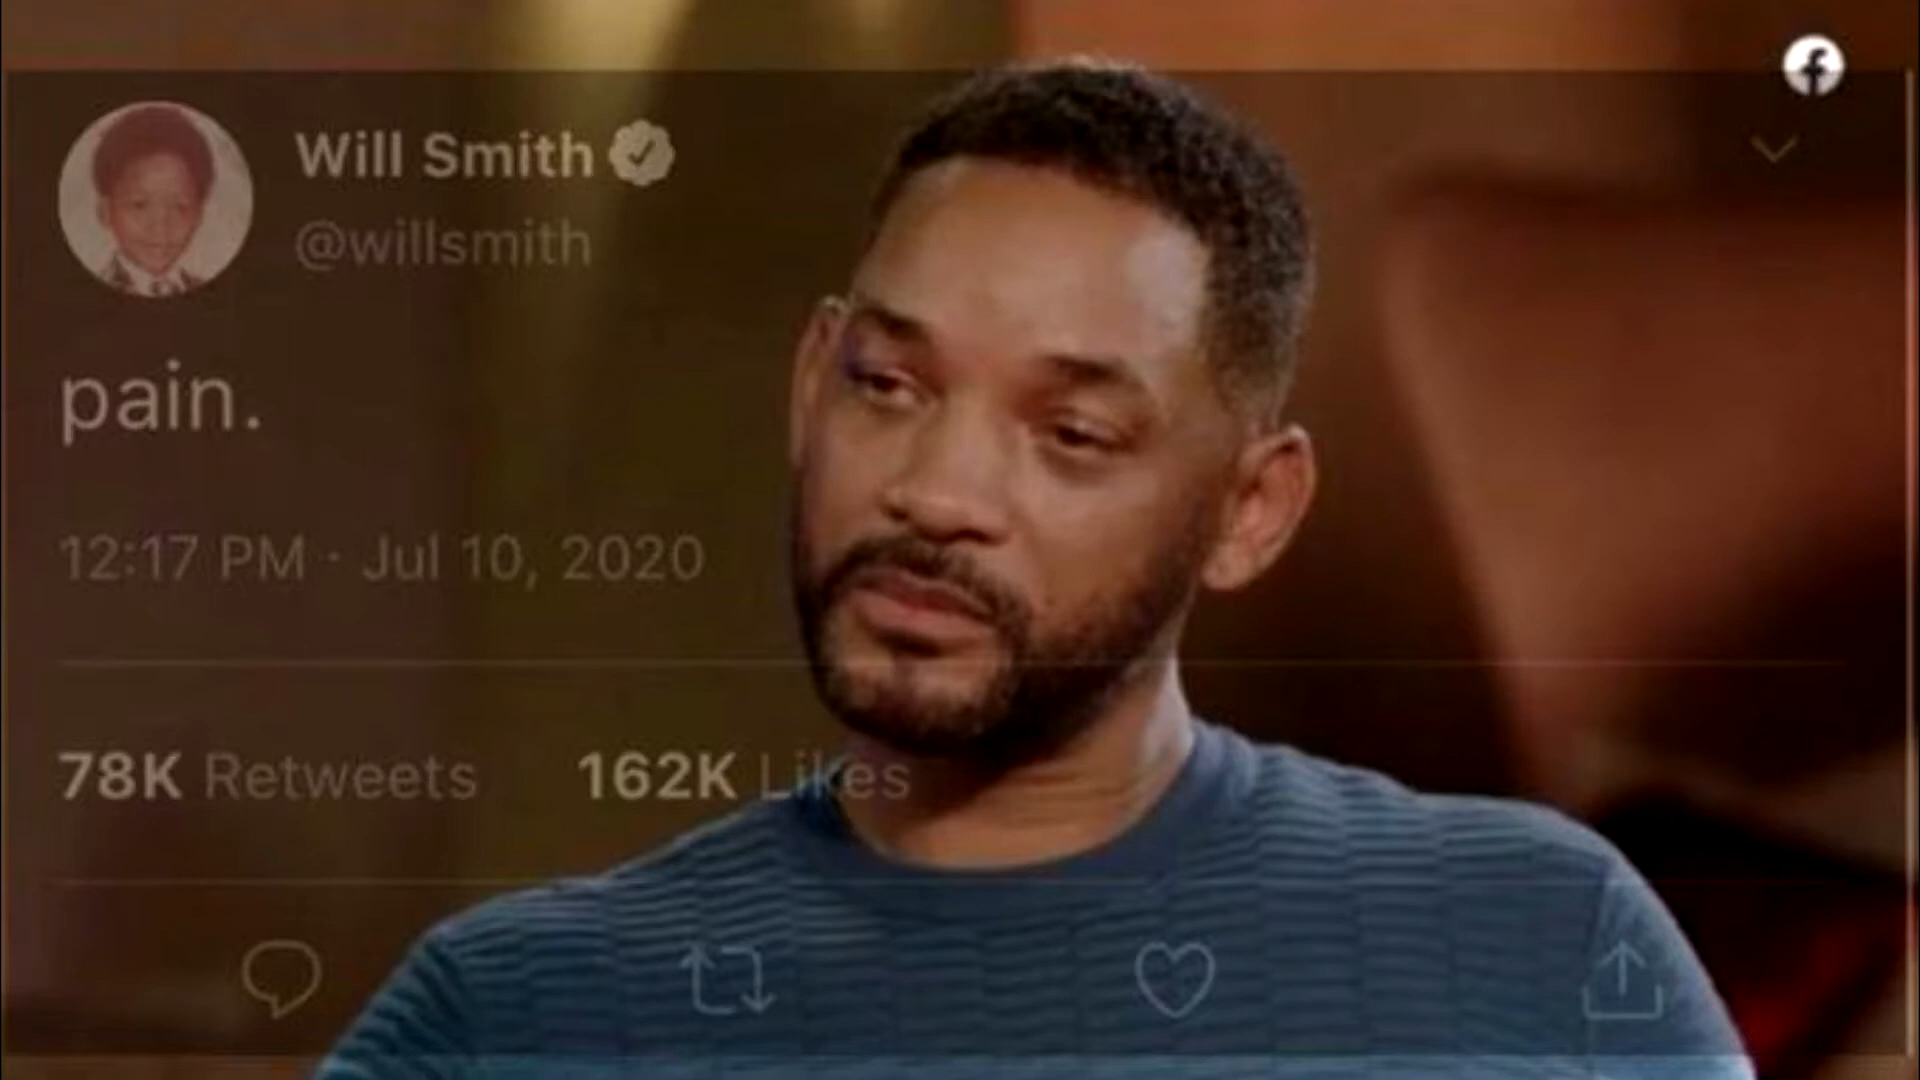 Will Smith
@willsmith
pain.
12:17 PM · Jul 10, 2020
78K Retweets 162K Likes